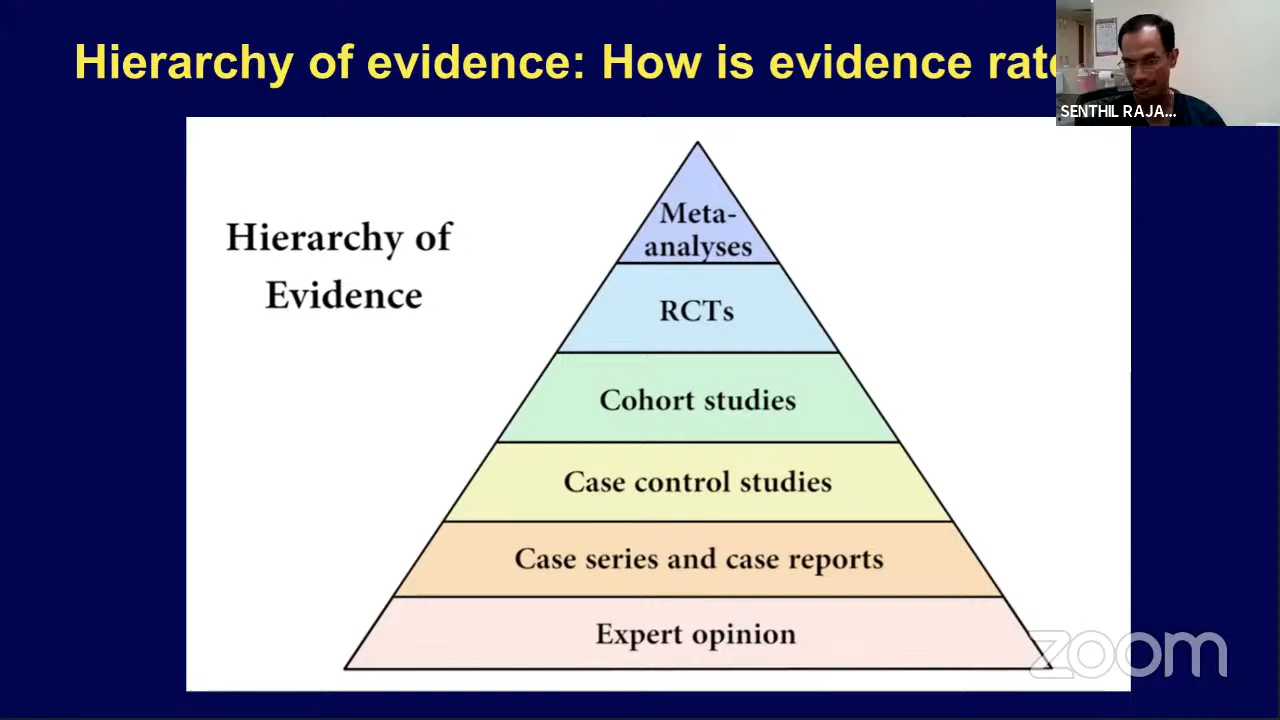 Hierarchy of evidence: How is evidence rate
SENTHIL RAJA...
Hierarchy of
Evidence
Meta-
analyses
RCTs
Cohort studies
Case control studies
Case series and case reports
Expert opinion
zoom